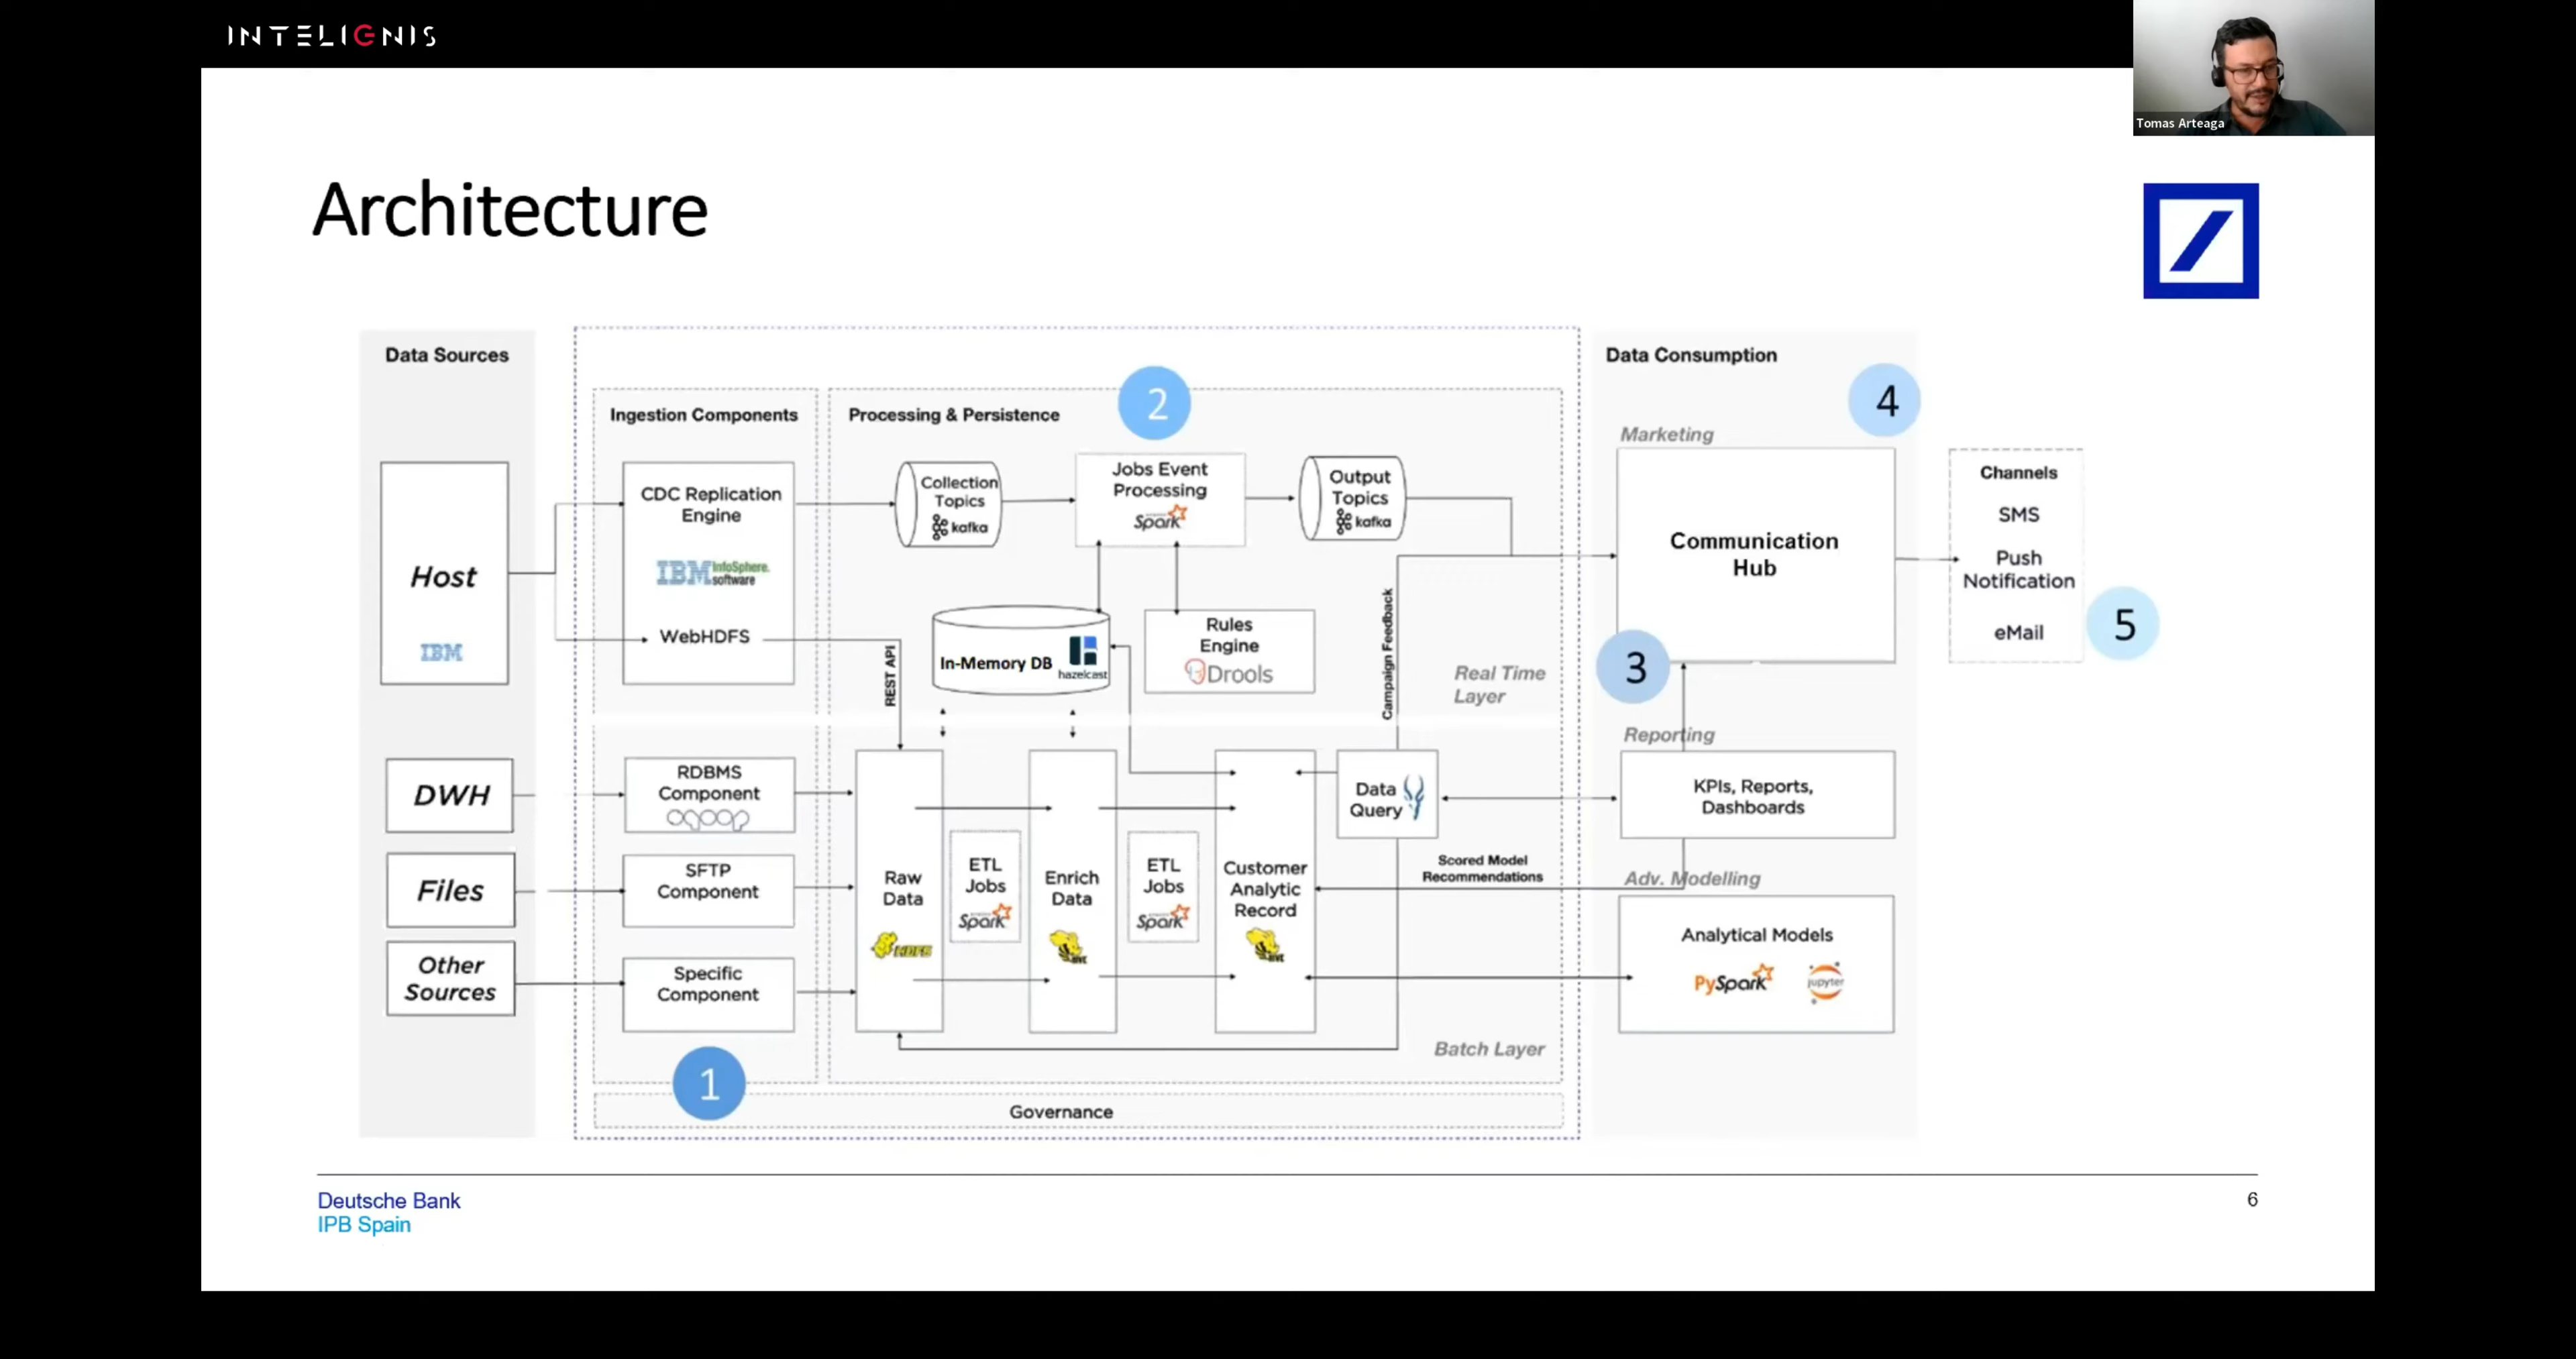 INTELIGNIS
Tomas Arteaga
Architecture
Data Sources
Host
IBM
DWH
Files
Other
Sources
Ingestion Components
CDC Replication
Engine
IBM InfoSphere.
software
WebHDFS
RDBMS
Component
sqoop
SFTP
Component
Specific
Component
1
Processing & Persistence
2
Collection
Topics
kafka
Jobs Event
Processing
Spark
Output
Topics
kafka
In-Memory DB
hazelcast
Rules
Engine
Drools
REST API
Campaign Feedback
Real Time
Layer
Raw
Data
HDFS
ETL
Jobs
Spark
Enrich
Data
HIVE
ETL
Jobs
Spark
Customer
Analytic
Record
HIVE
Data
Query
Scored Model
Recommendations
Batch Layer
Governance
Data Consumption
4
Marketing
Communication
Hub
3
Reporting
KPIs, Reports,
Dashboards
Adv. Modelling
Analytical Models
PySpark
jupyter
Channels
SMS
Push
Notification
eMail
5
Deutsche Bank
IPB Spain
6